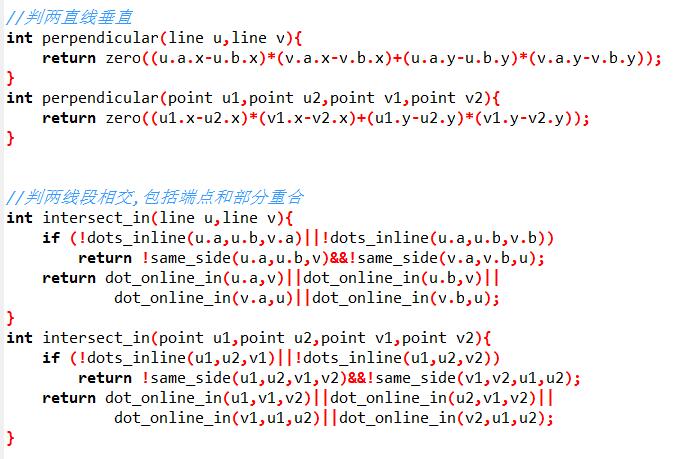 //判两直线垂直
int perpendicular(line u,line v){
    return zero((u.a.x-u.b.x)*(v.a.x-v.b.x)+(u.a.y-u.b.y)*(v.a.y-v.b.y));
}
int perpendicular(point u1,point u2,point v1,point v2){
    return zero((u1.x-u2.x)*(v1.x-v2.x)+(u1.y-u2.y)*(v1.y-v2.y));
}
//判两线段相交,包括端点和部分重合
int intersect_in(line u,line v){
    if (!dots_inline(u.a,u.b,v.a)||!dots_inline(u.a,u.b,v.b))
        return !same_side(u.a,u.b,v)&&!same_side(v.a,v.b,u);
    return dot_online_in(u.a,v)||dot_online_in(u.b,v)||
            dot_online_in(v.a,u)||dot_online_in(v.b,u);
}
int intersect_in(point u1,point u2,point v1,point v2){
    if (!dots_inline(u1,u2,v1)||!dots_inline(u1,u2,v2))
        return !same_side(u1,u2,v1,v2)&&!same_side(v1,v2,u1,u2);
    return dot_online_in(u1,v1,v2)||dot_online_in(u2,v1,v2)||
            dot_online_in(v1,u1,u2)||dot_online_in(v2,u1,u2);
}